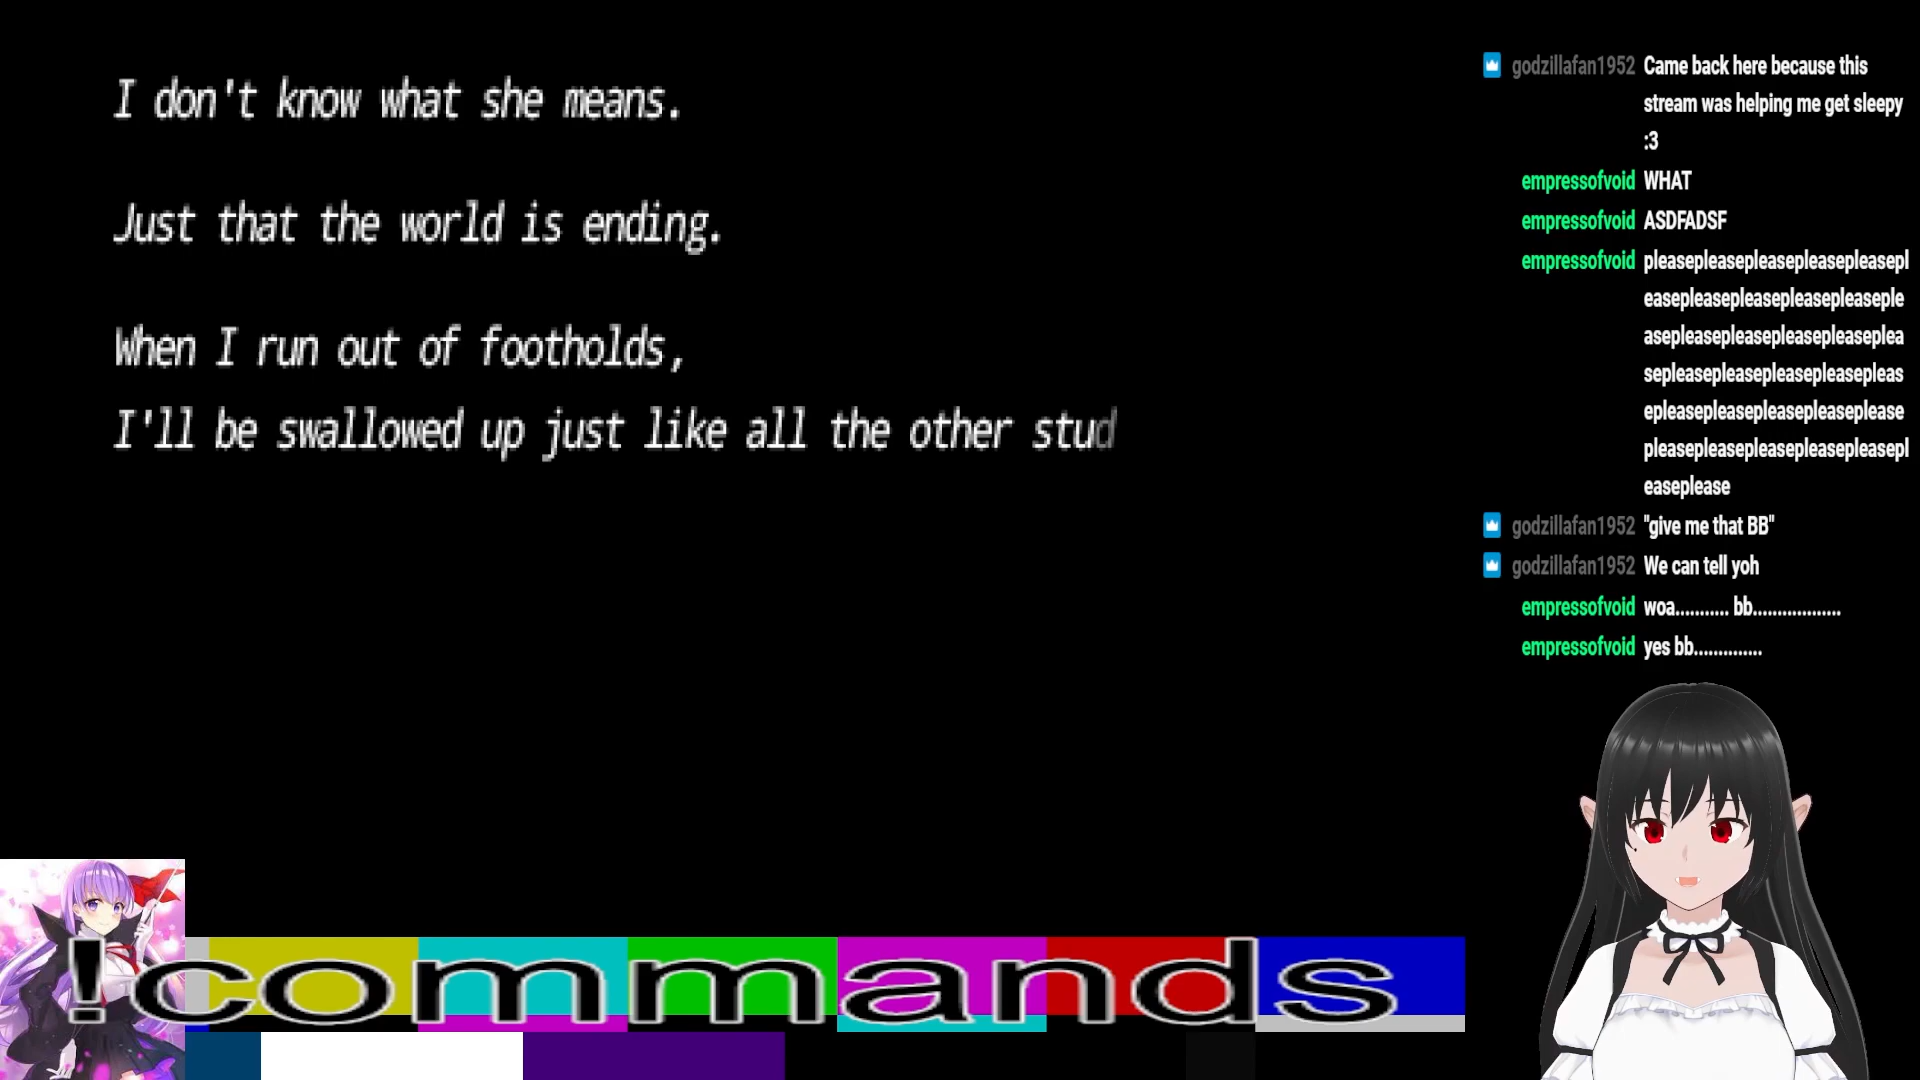 I don't know what she means.
Just that the world is ending.
When I run out of footholds,
I'll be swallowed up just like all the other stud
godzillafan1952 Came back here because this
stream was helping me get sleepy
:3
empressofvoid WHAT
empressofvoid ASDFADSF
empressofvoid pleasepleasepleasepleasepleasepl
easepleasepleasepleasepleaseple
asepleasepleasepleasepleaseplea
sepleasepleasepleasepleasepleas
epleasepleasepleasepleaseplease
pleasepleasepleasepleasepleasepl
easeplease
godzillafan1952 "give me that BB"
godzillafan1952 We can tell yoh
empressofvoid woa........... bb.................
empressofvoid yes bb..............
!commands